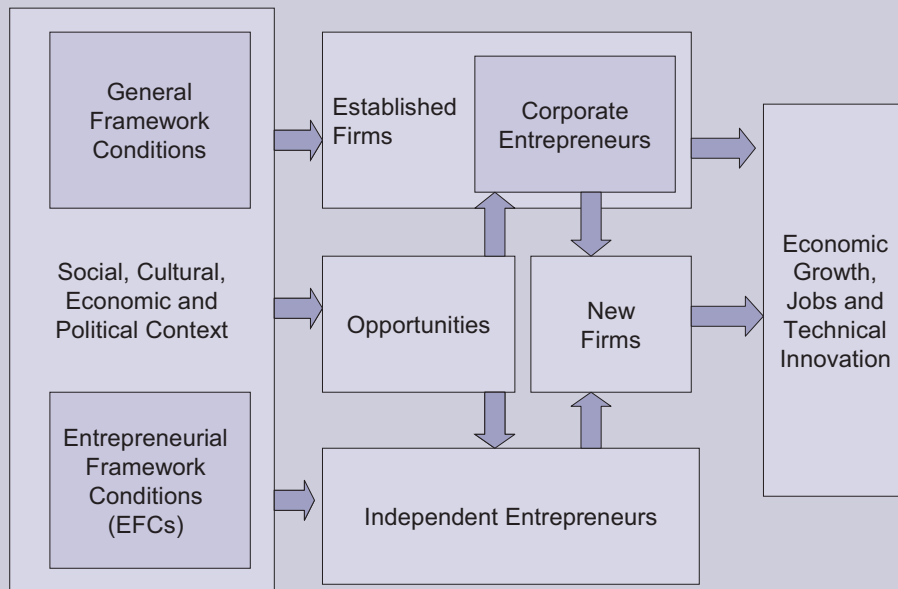 General
Framework
Conditions
Social, Cultural,
Economic and
Political Context
Entrepreneurial
Framework
Conditions
(EFCs)
Established
Firms
Corporate
Entrepreneurs
Opportunities
New
Firms
Independent Entrepreneurs
Economic
Growth,
Jobs and
Technical
Innovation